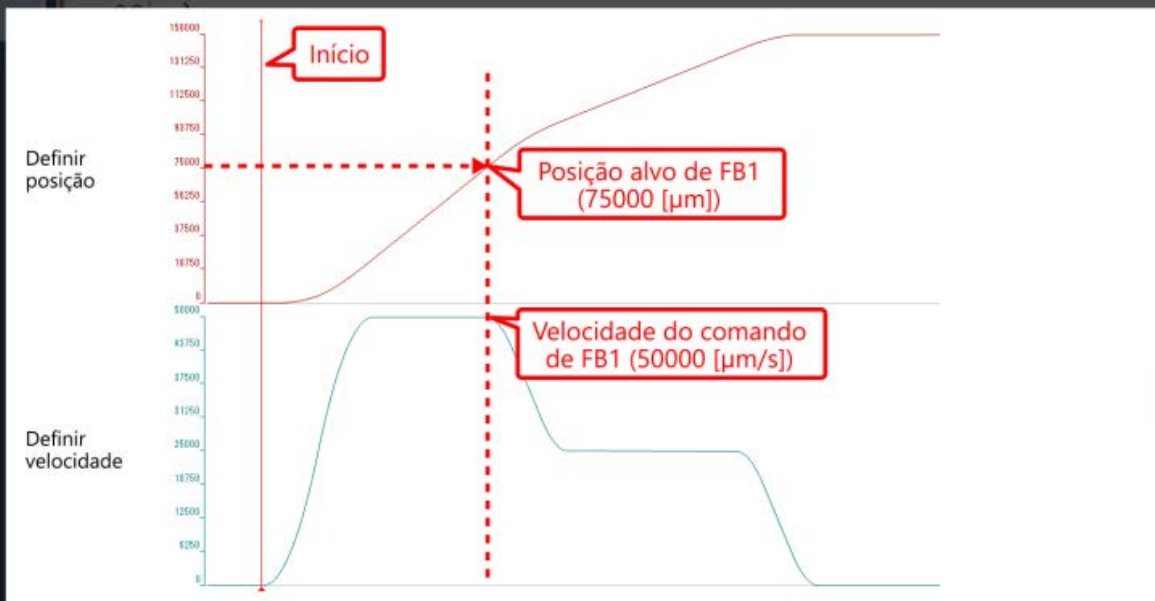 150000
Início
131250
112500
93750
Definir
posição
75000
Posição alvo de FB1
(75000 [µm])
56250
37500
18750
0
50000
Velocidade do comando
de FB1 (50000 [µm/s])
43750
37500
31250
Definir
velocidade
25000
18750
12500
6250
0